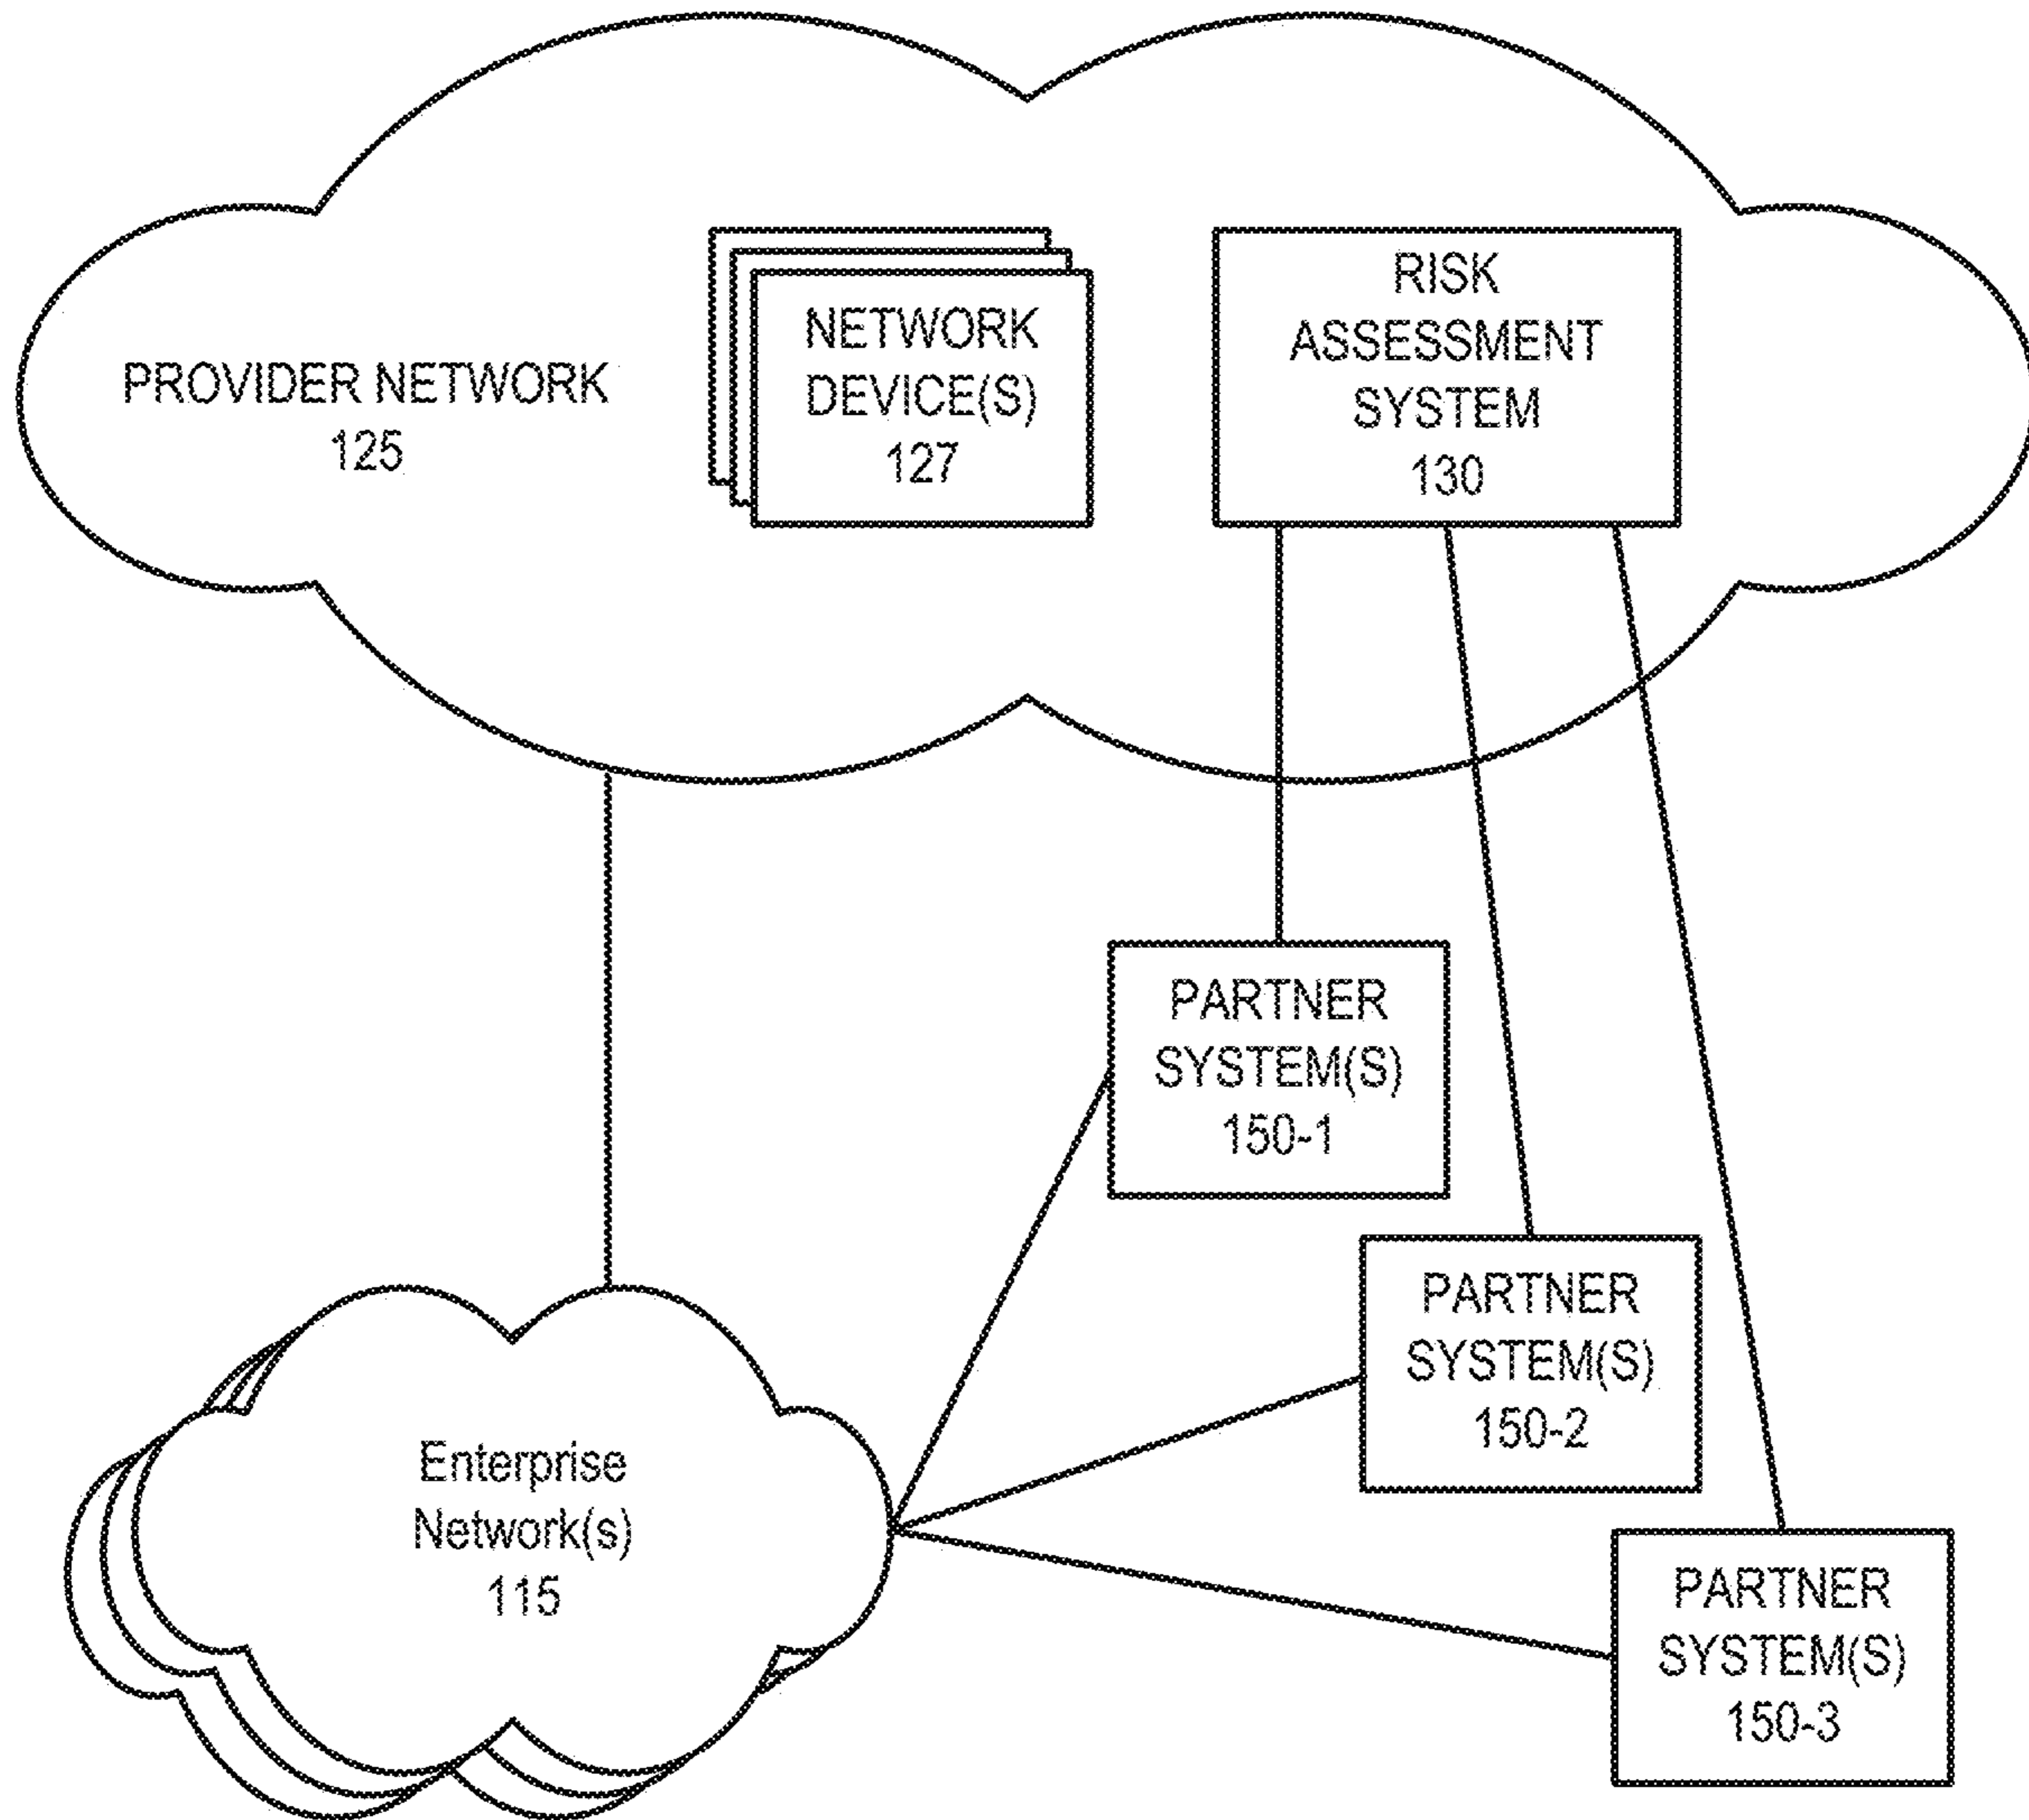 PROVIDER NETWORK
125
NETWORK
DEVICE(S)
127
RISK
ASSESSMENT
SYSTEM
130
PARTNER
SYSTEM(S)
150-1
PARTNER
SYSTEM(S)
150-2
Enterprise
Network(s)
115
PARTNER
SYSTEM(S)
150-3